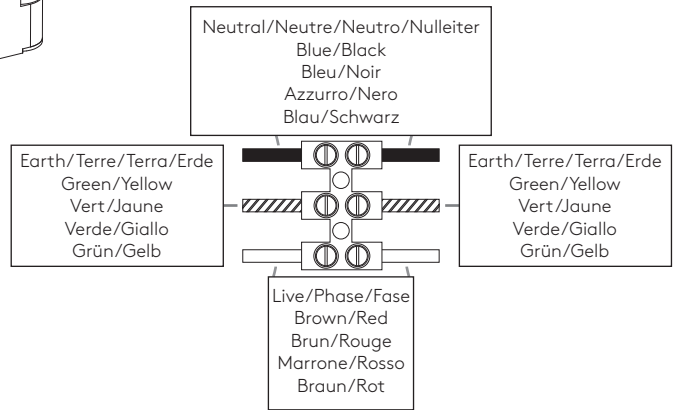 Neutral/Neutre/Neutro/Nulleiter
Blue/Black
Bleu/Noir
Azzurro/Nero
Blau/Schwarz
Earth/Terre/Terra/Erde
Green/Yellow
Vert/Jaune
Verde/Giallo
Grün/Gelb
Earth/Terre/Terra/Erde
Green/Yellow
Vert/Jaune
Verde/Giallo
Grün/Gelb
Live/Phase/Fase
Brown/Red
Brun/Rouge
Marrone/Rosso
Braun/Rot